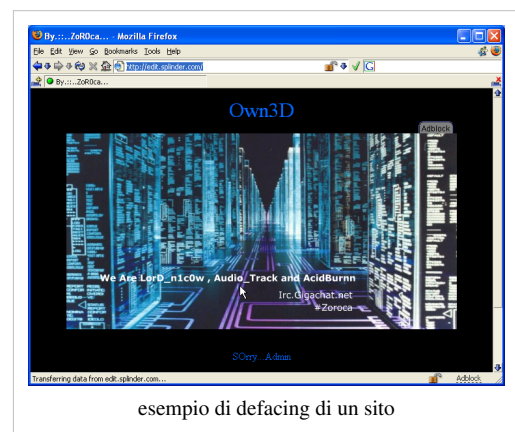 By.::..ZoR0ca... - Mozilla Firefox
File Edit View Go Bookmarks Tools Help
http://edit.splinder.com/
G
By.::..ZoR0ca...
Own3D
Adblock
We Are LorD_n1c0w , Audio_Track and AcidBurnn
Irc.Gigachat.net
#Zoroca
SOrry...Admin
Transferring data from edit.splinder.com...
Adblock
esempio di defacing di un sito